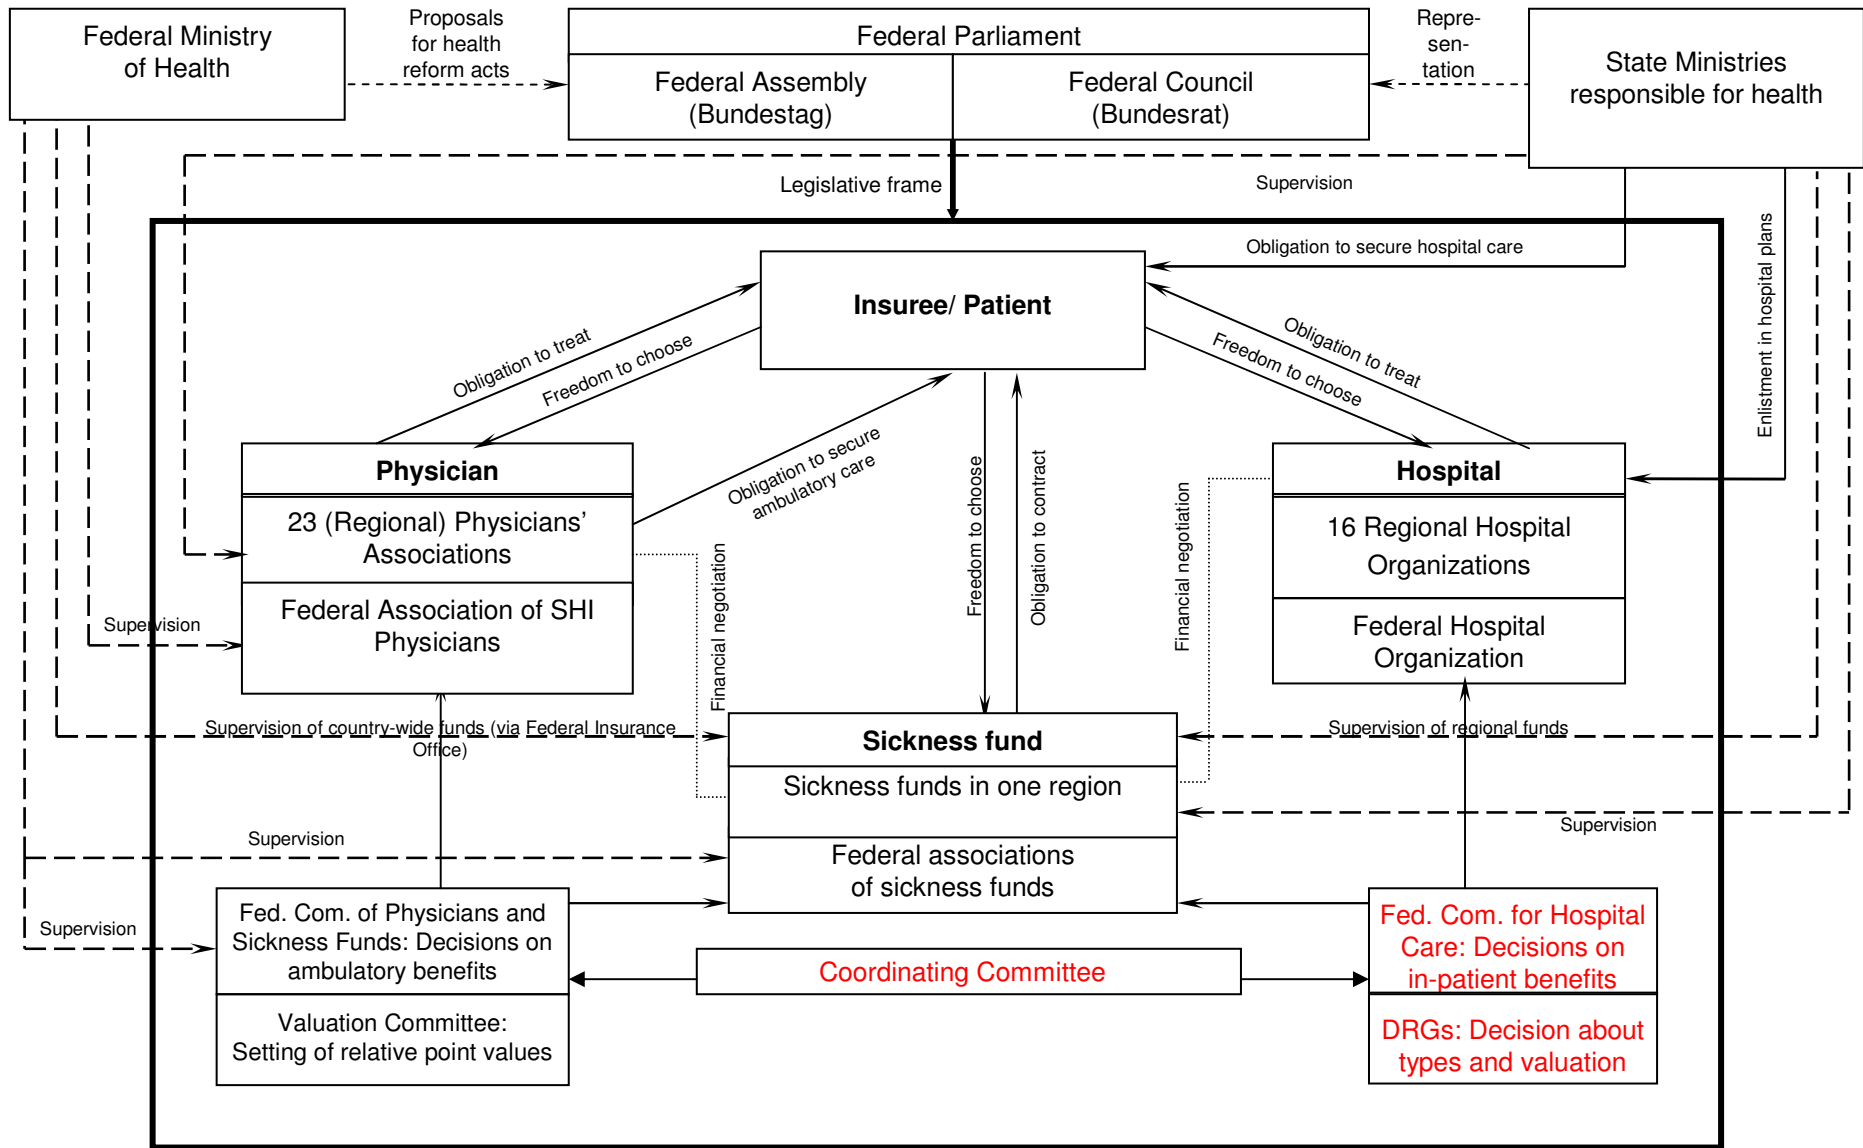 Federal Ministry
of Health
Proposals
for health
reform acts
Federal Parliament
Federal Assembly
(Bundestag)
Federal Council
(Bundesrat)
Repre-
sen-
tation
State Ministries
responsible for health
Legislative frame
Supervision
Obligation to secure hospital care
Enlistment in hospital plans
Insuree/ Patient
Obligation to treat
Freedom to choose
Obligation to secure
ambulatory care
Freedom to choose
Obligation to contract
Obligation to treat
Freedom to choose
Physician
23 (Regional) Physicians’
Associations
Federal Association of SHI
Physicians
Supervision
Financial negotiation
Financial negotiation
Hospital
16 Regional Hospital
Organizations
Federal Hospital
Organization
Supervision of country-wide funds (via Federal Insurance
Office)
Supervision of regional funds
Sickness fund
Sickness funds in one region
Federal associations
of sickness funds
Supervision
Supervision
Supervision
Fed. Com. of Physicians and
Sickness Funds: Decisions on
ambulatory benefits
Valuation Committee:
Setting of relative point values
Coordinating Committee
Fed. Com. for Hospital
Care: Decisions on
in-patient benefits
DRGs: Decision about
types and valuation